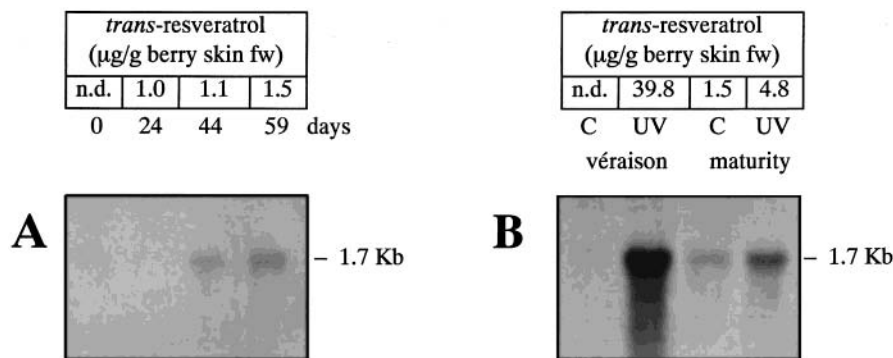 trans-resveratrol
(µg/g berry skin fw)
n.d. 1.0 1.1 1.5
0 24 44 59 days
A
– 1.7 Kb
trans-resveratrol
(µg/g berry skin fw)
n.d. 39.8 1.5 4.8
C UV C UV
véraison maturity
B
– 1.7 Kb